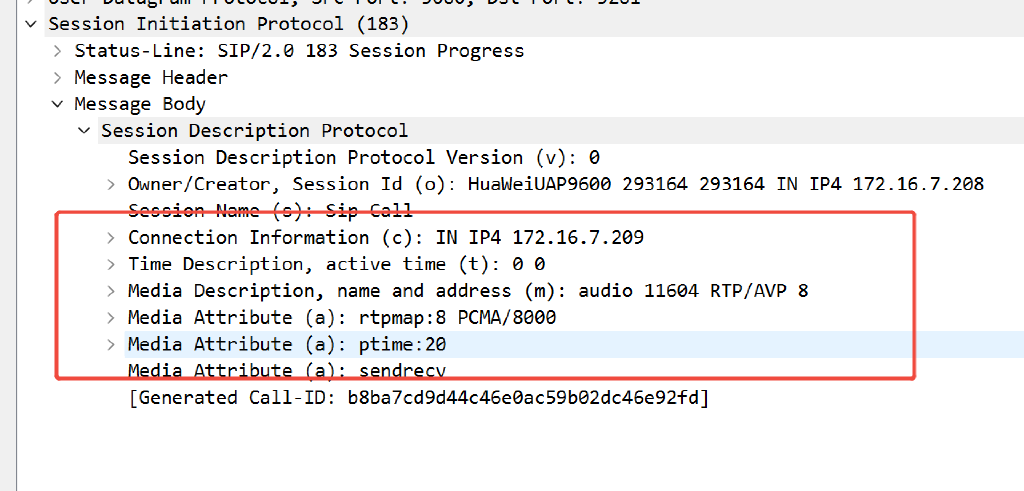 User Datagram Protocol, Src Port: 5060, Dst Port: 9281
Session Initiation Protocol (183)
Status-Line: SIP/2.0 183 Session Progress
Message Header
Message Body
Session Description Protocol
Session Description Protocol Version (v): 0
Owner/Creator, Session Id (o): HuaWeiUAP9600 293164 293164 IN IP4 172.16.7.208
Session Name (s): Sip Call
Connection Information (c): IN IP4 172.16.7.209
Time Description, active time (t): 0 0
Media Description, name and address (m): audio 11604 RTP/AVP 8
Media Attribute (a): rtpmap:8 PCMA/8000
Media Attribute (a): ptime:20
Media Attribute (a): sendrecv
[Generated Call-ID: b8ba7cd9d44c46e0ac59b02dc46e92fd]